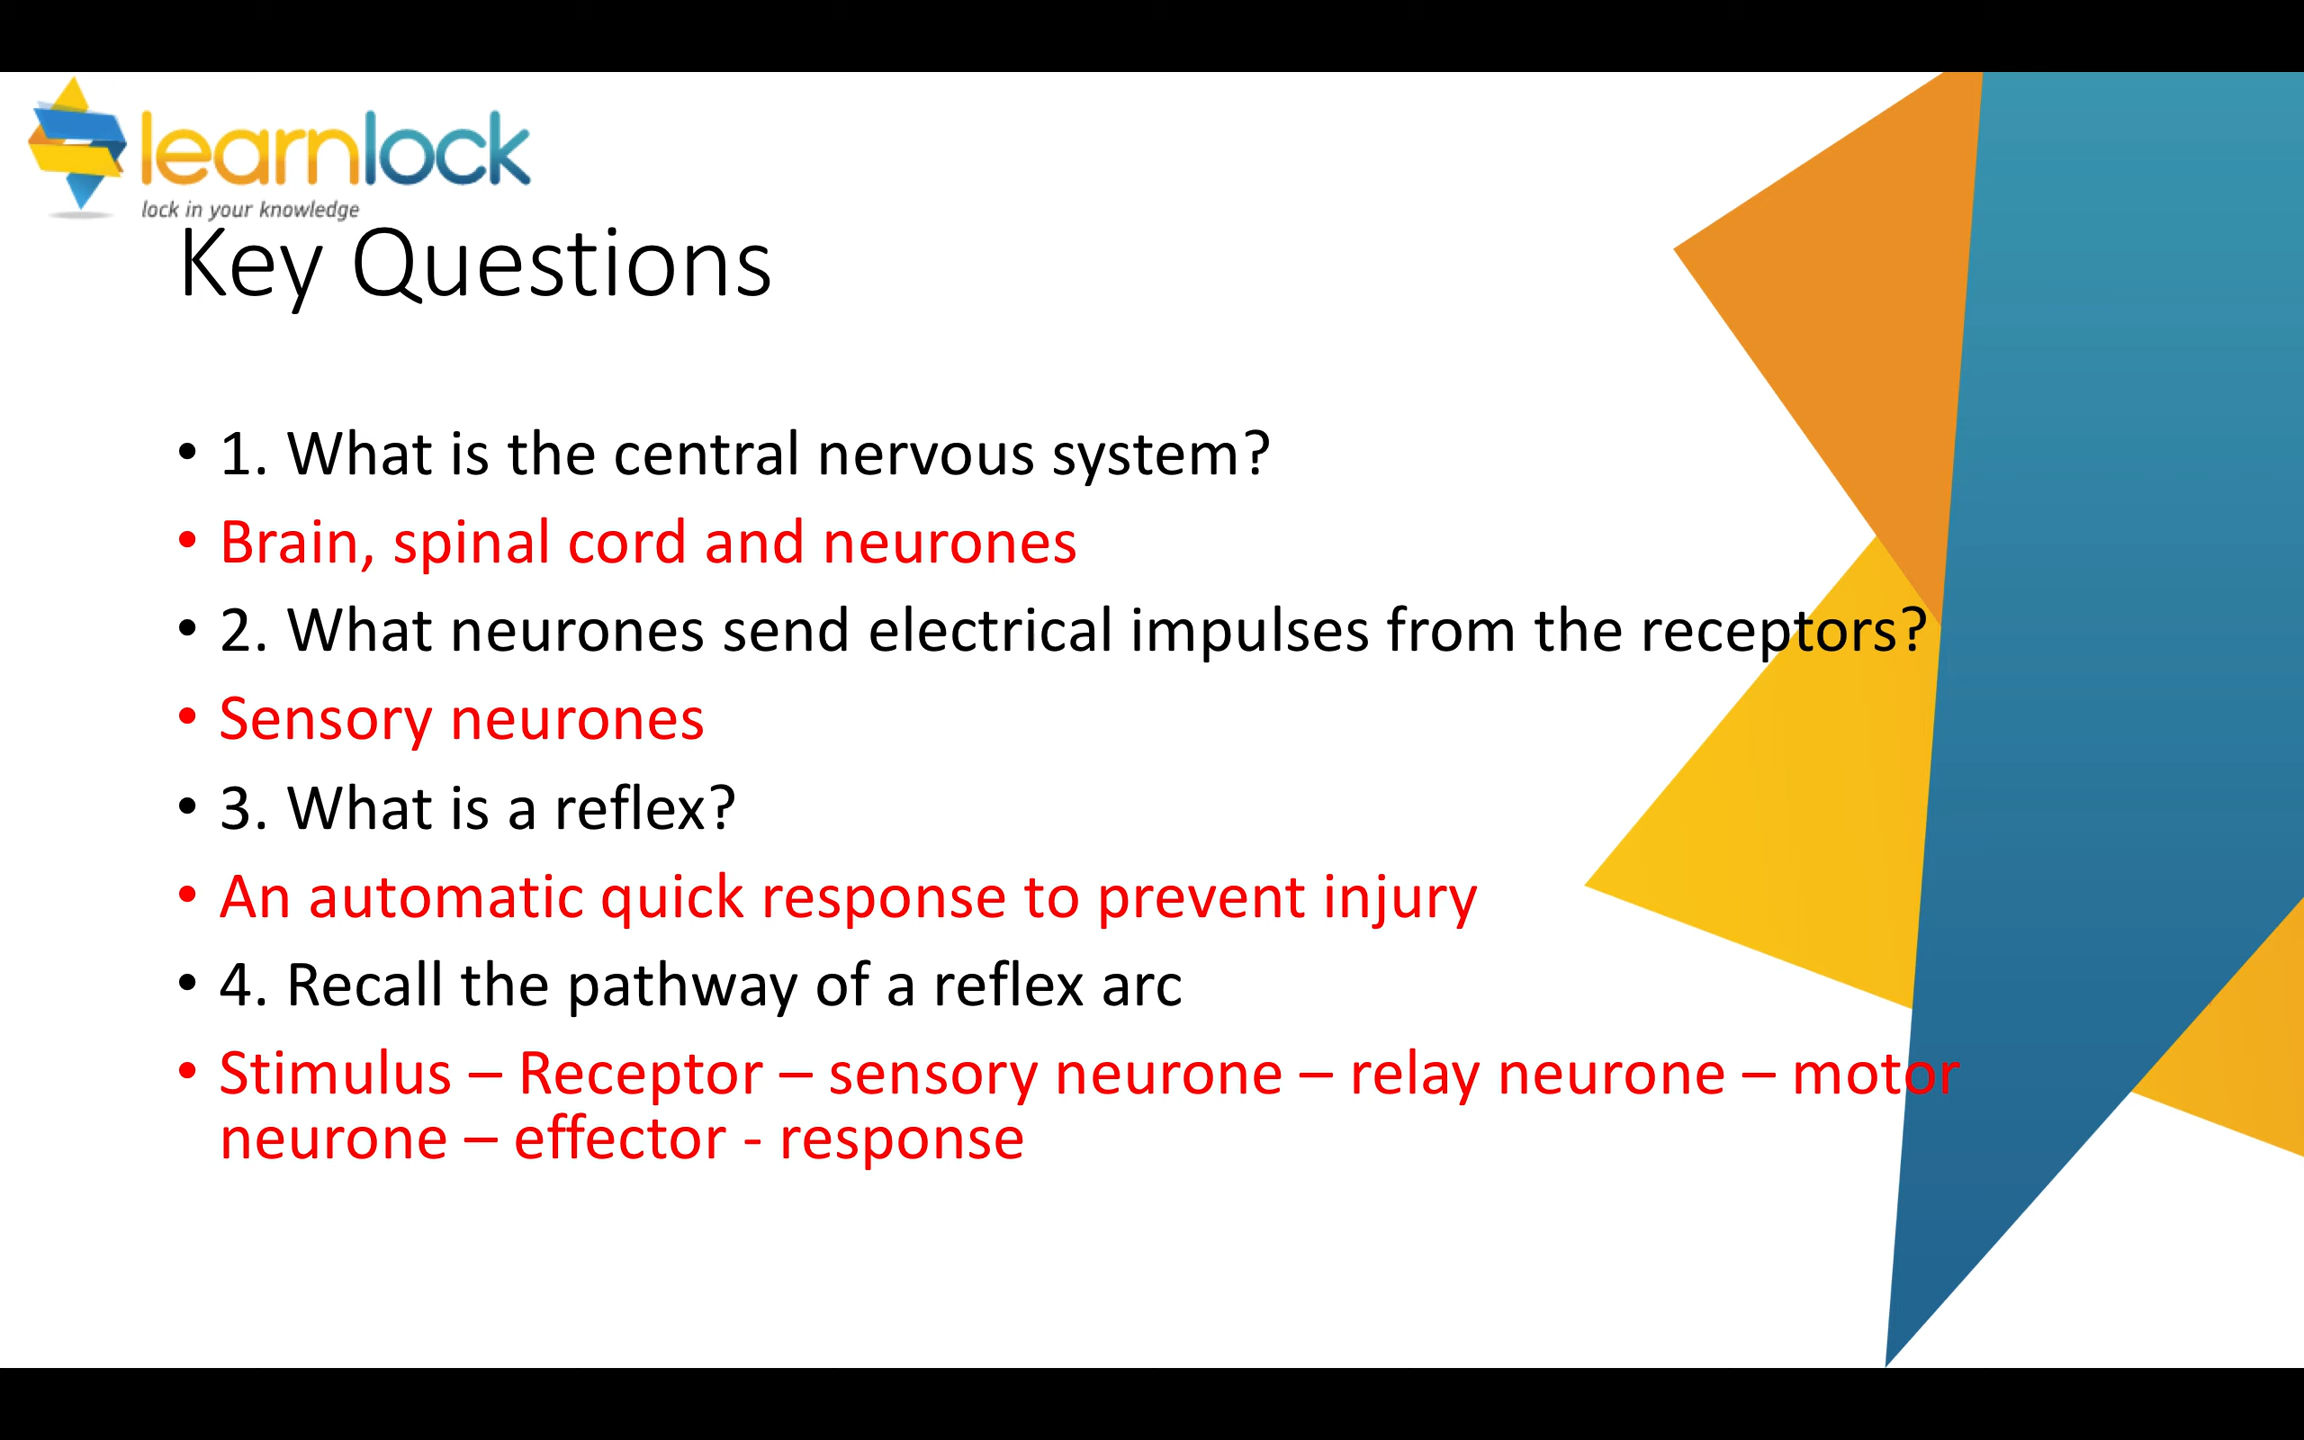 learnlock
lock in your knowledge
Key Questions
• 1. What is the central nervous system?
• Brain, spinal cord and neurones
• 2. What neurones send electrical impulses from the receptors?
• Sensory neurones
• 3. What is a reflex?
• An automatic quick response to prevent injury
• 4. Recall the pathway of a reflex arc
• Stimulus – Receptor – sensory neurone – relay neurone – motor
neurone – effector - response